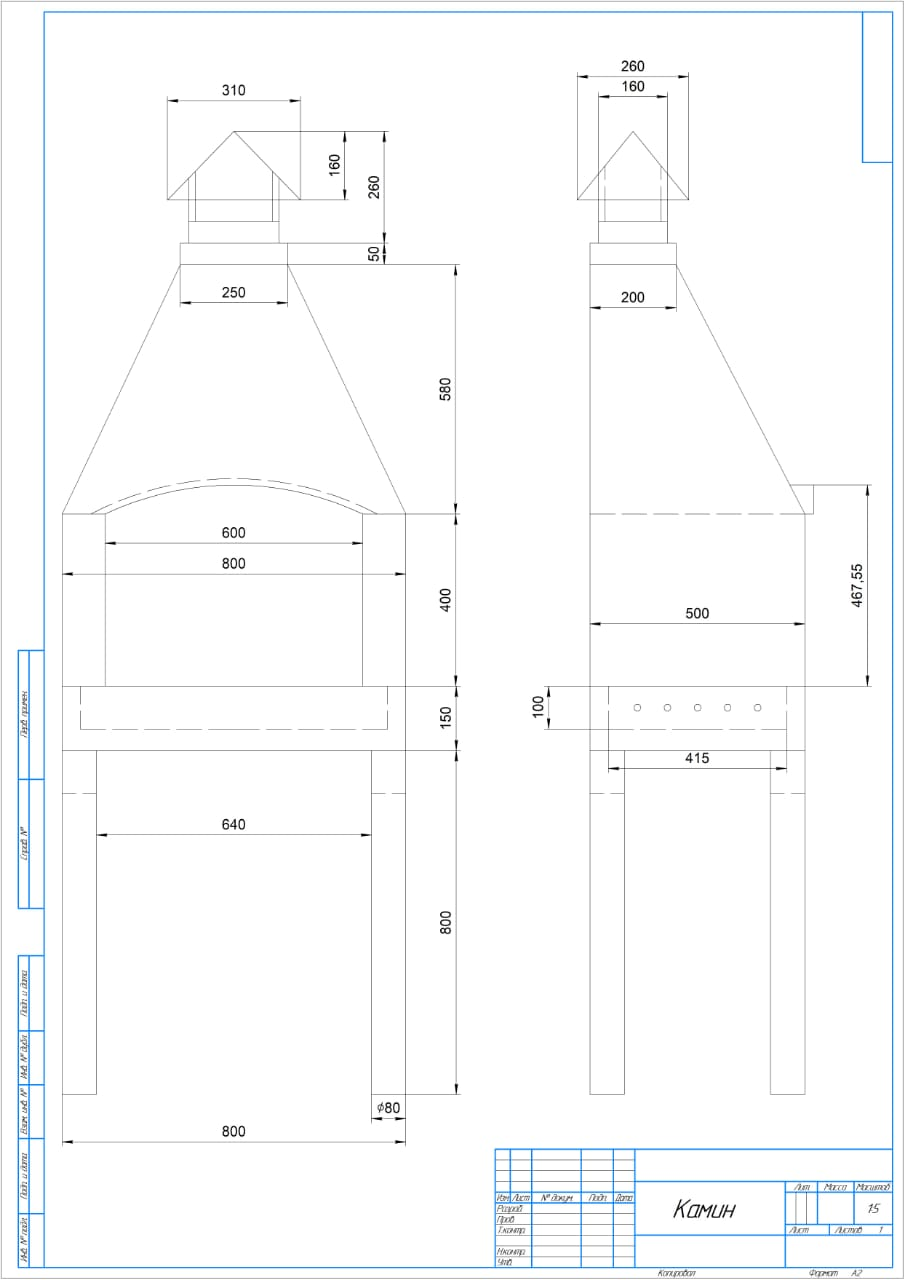 310
260
160
160
260
50
250
200
580
600
800
400
467,55
500
150
100
415
640
800
⌀80
800
Перв. примен.
Справ. №
Подп. и дата
Инв. № дубл.
Взам. инв. №
Подп. и дата
Инв. № подл.
Изм. Лист № докум. Подп. Дата
Разраб.
Пров.
Т.контр.
Н.контр.
Утв.
Камин
Лит. Масса Масштаб
1:5
Лист Листов 1
Копировал Формат А2